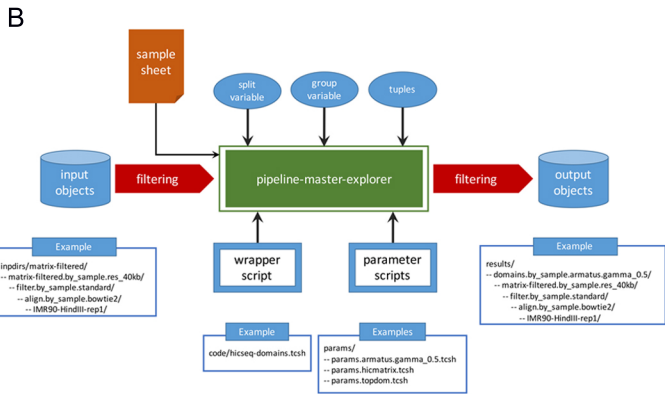 B
sample
sheet
split
variable
group
variable
tuples
input
objects
filtering
pipeline-master-explorer
filtering
output
objects
wrapper
script
parameter
scripts
Example
inpdirs/matrix-filtered/
-- matrix-filtered.by_sample.res_40kb/
-- filter.by_sample.standard/
-- align.by_sample.bowtie2/
-- IMR90-HindIII-rep1/
Example
results/
-- domains.by_sample.armatus.gamma_0.5/
-- matrix-filtered.by_sample.res_40kb/
-- filter.by_sample.standard/
-- align.by_sample.bowtie2/
-- IMR90-HindIII-rep1/
Example
code/hicseq-domains.tcsh
Examples
params/
-- params.armatus.gamma_0.5.tcsh
-- params.hicmatrix.tcsh
-- params.topdom.tcsh